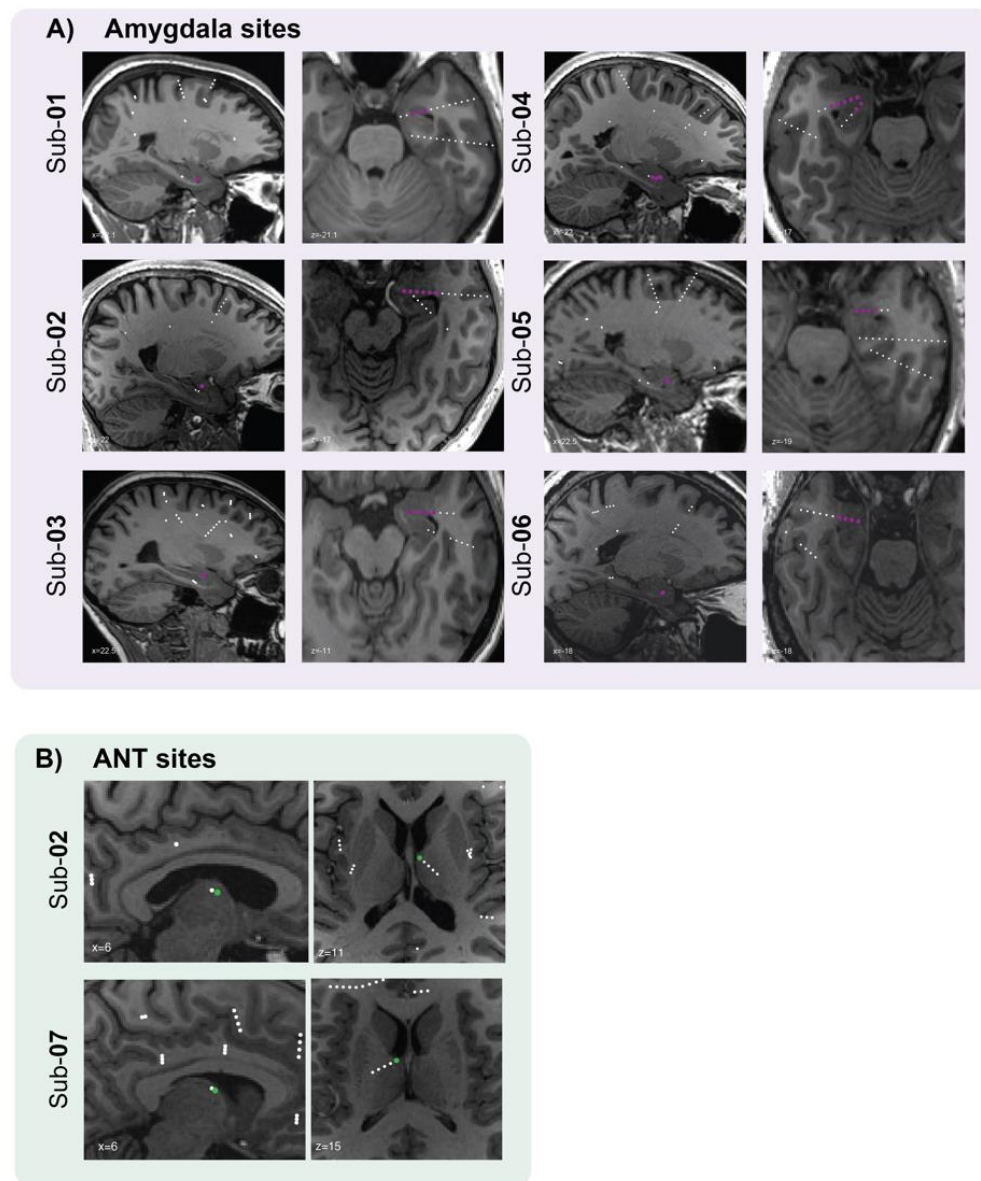 A) Amygdala sites
Sub-01
Sub-04
z=-21.1
Sub-02
Sub-05
z=-17
x=22.5
z=-19
Sub-03
Sub-06
x=22.5
z=-11
x=-18
z=-18
B) ANT sites
Sub-02
x=6
z=11
Sub-07
x=6
z=15